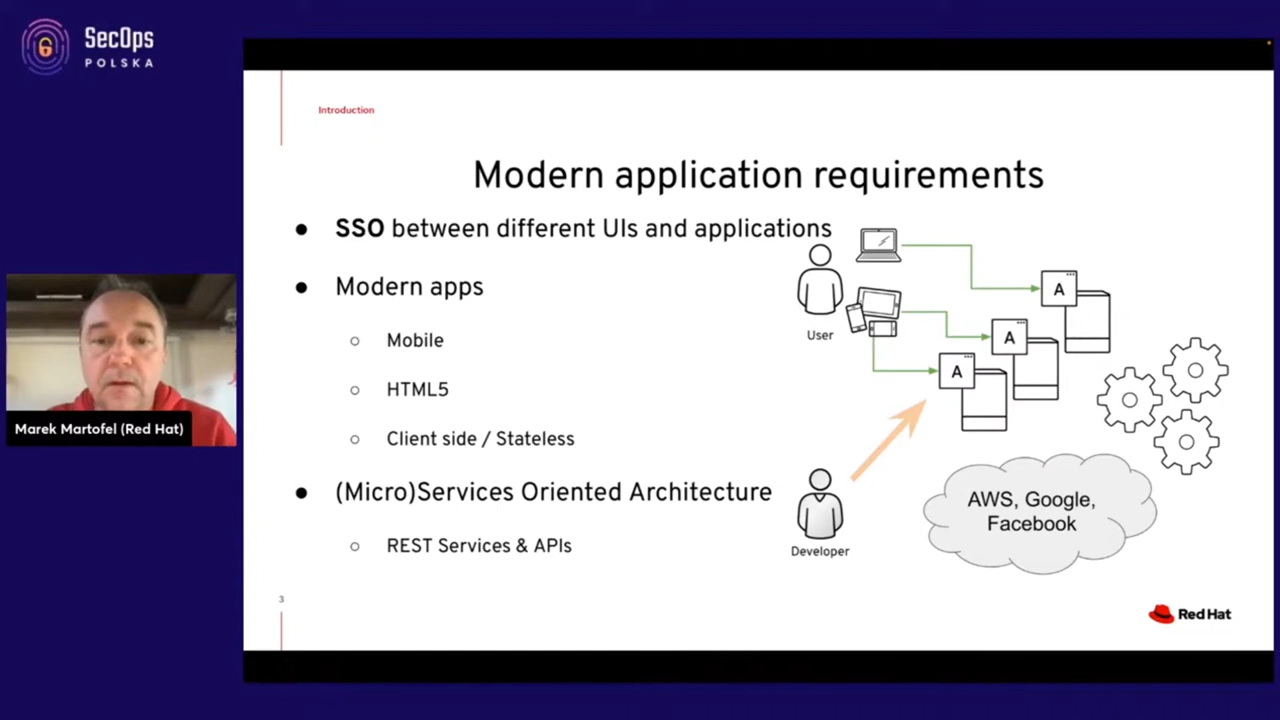 SecOps
POLSKA
Introduction
Modern application requirements
● SSO between different UIs and applications
● Modern apps
○ Mobile
○ HTML5
○ Client side / Stateless
● (Micro)Services Oriented Architecture
○ REST Services & APIs
User
A
A
A
Developer
AWS, Google,
Facebook
3
Red Hat
Marek Martofel (Red Hat)